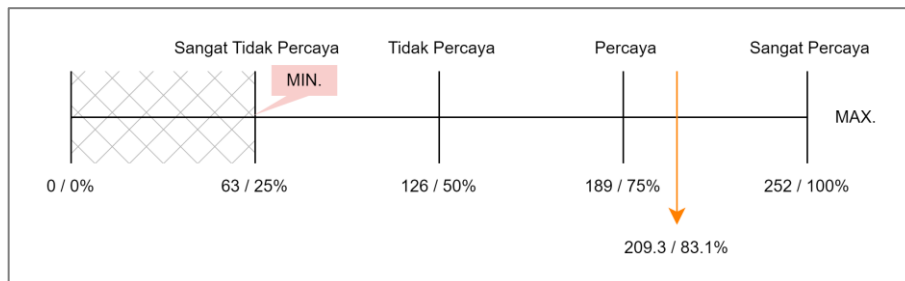 Sangat Tidak Percaya Tidak Percaya Percaya Sangat Percaya
MIN.
MAX.
0 / 0% 63 / 25% 126 / 50% 189 / 75% 252 / 100%
209.3 / 83.1%